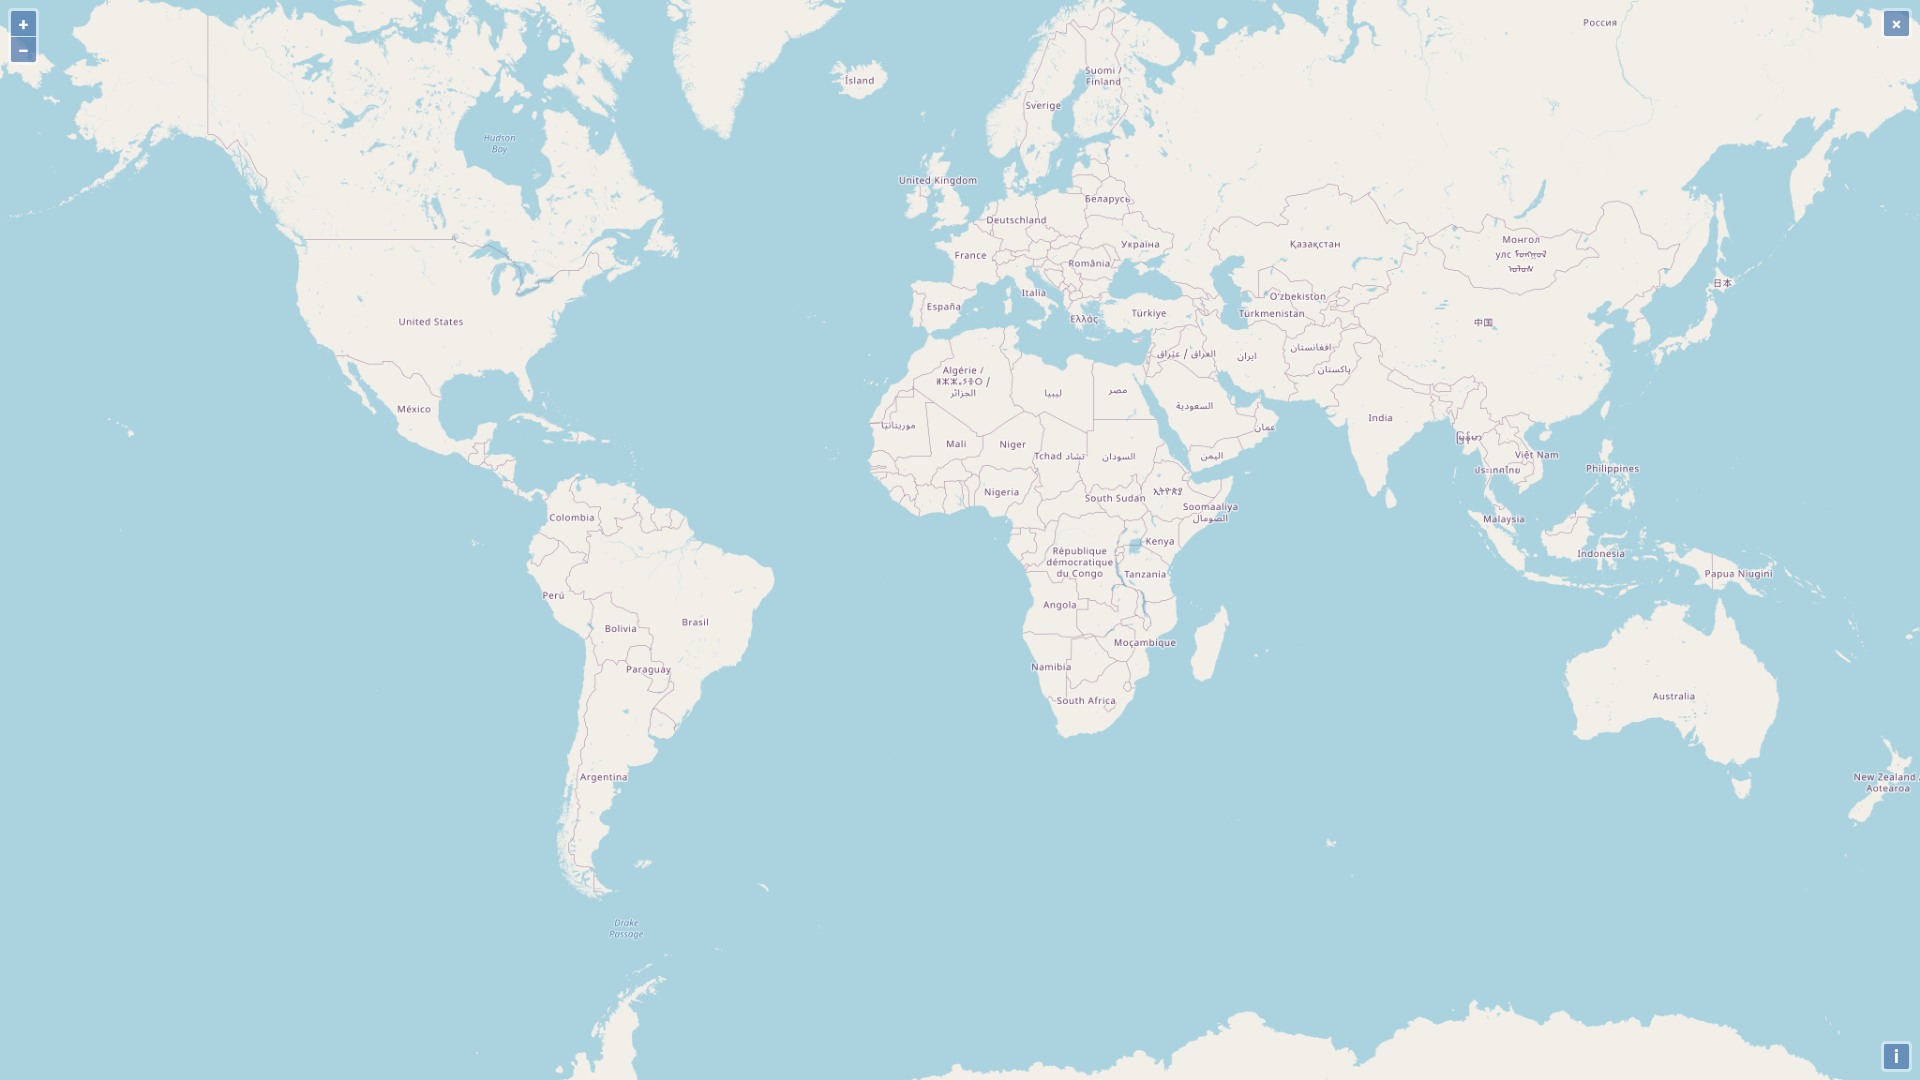 +
−
×
Россия
Ísland
Suomi /
Finland
Sverige
Hudson
Bay
United Kingdom
Беларусь
Deutschland
Україна
Қазақстан
Монгол
улс
France
România
日本
Italia
Oʻzbekiston
España
Ελλάς
Türkiye
Turkmenistan
United States
中国
افغانستان
العراق / عێراق
ایران
پاکستان
Algérie /
ⵍⵣⵣⴰⵢⴻⵔ /
الجزائر
ليبيا
مصر
السعودية
México
India
موريتانيا
عمان
Mali
Niger
Tchad تشاد
السودان
اليمن
Việt Nam
ประเทศไทย
Philippines
Nigeria
South Sudan
ኢትዮጵያ
Soomaaliya
الصومال
Colombia
Malaysia
Kenya
République
démocratique
du Congo
Indonesia
Tanzania
Papua Niugini
Perú
Angola
Brasil
Bolivia
Moçambique
Namibia
Paraguay
South Africa
Australia
Argentina
New Zealand /
Aotearoa
Drake
Passage
i